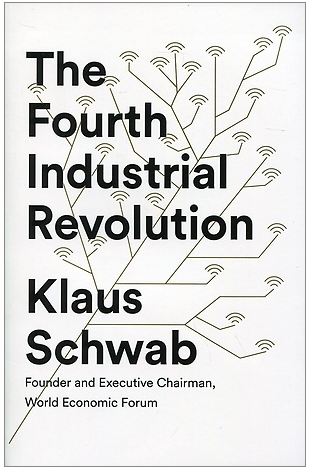 The
Fourth
Industrial
Revolution
Klaus
Schwab
Founder and Executive Chairman,
World Economic Forum